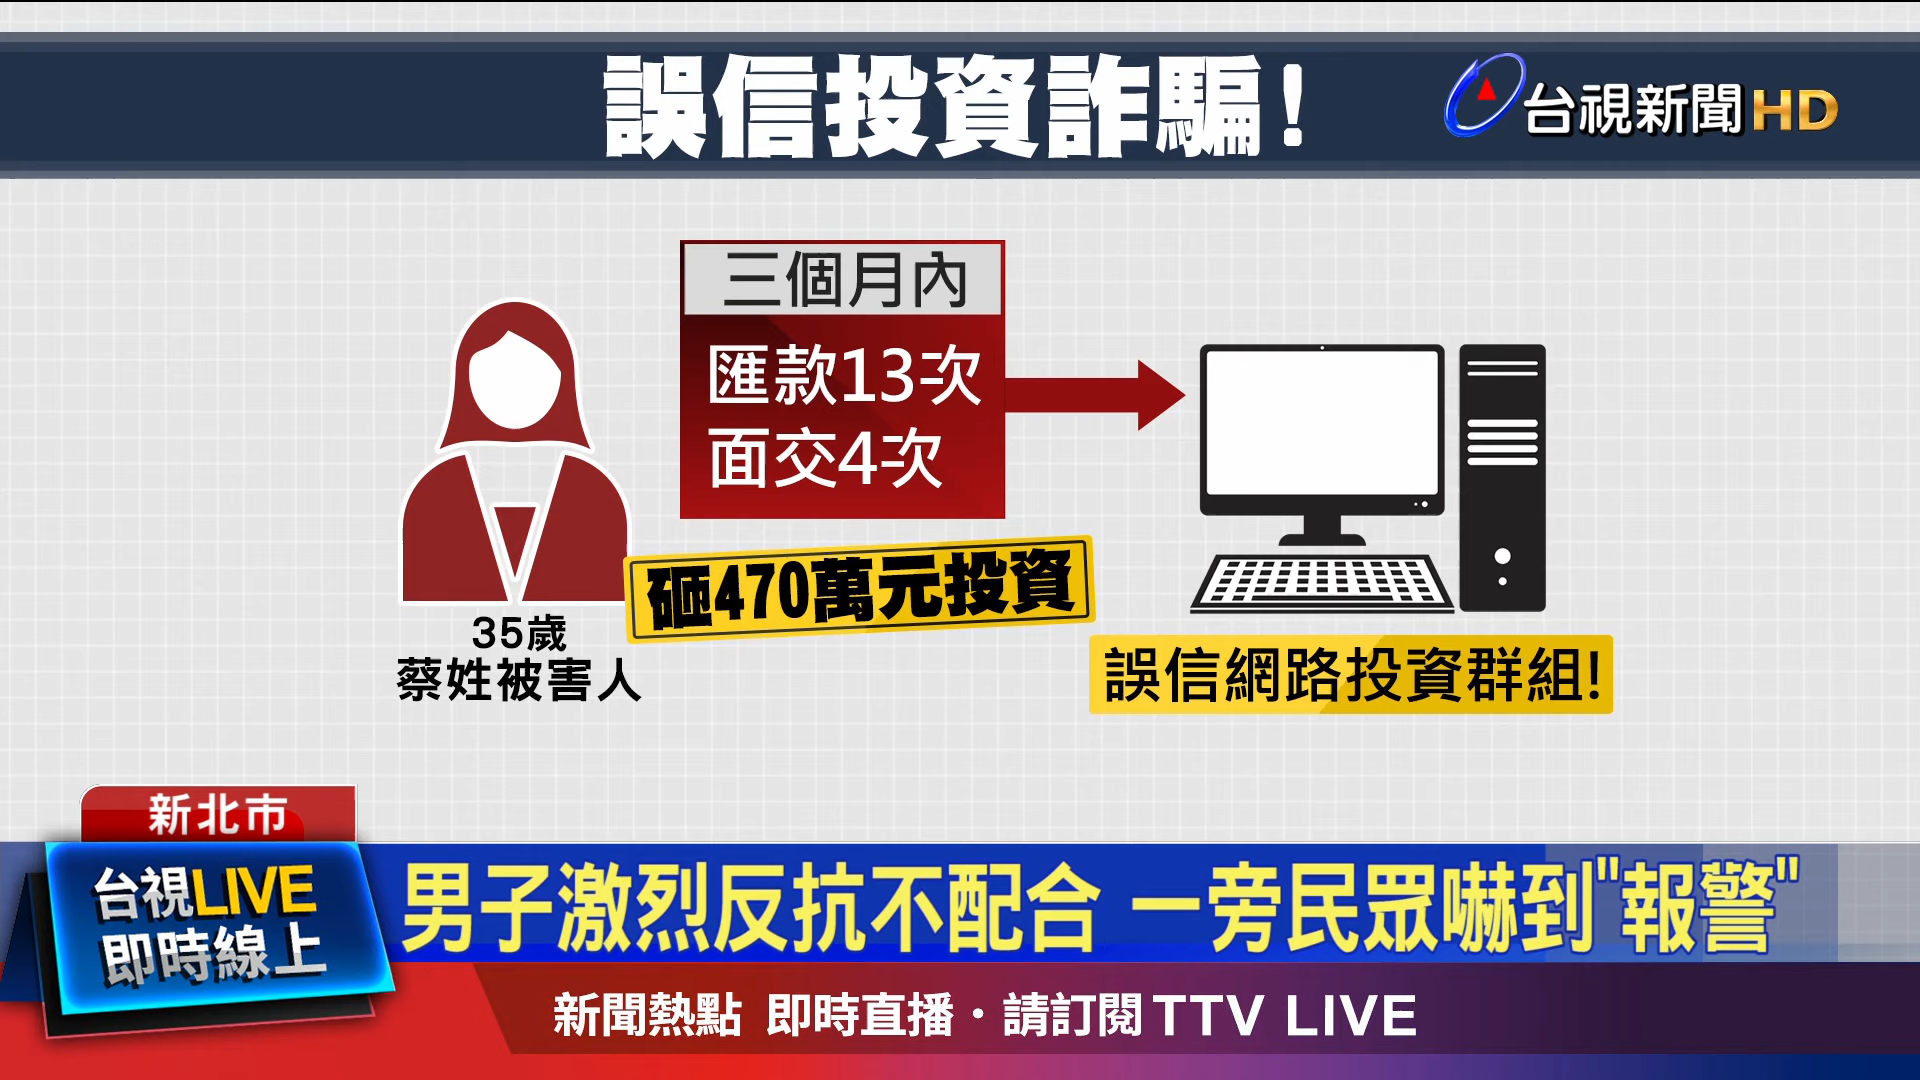 誤信投資詐騙!
台視新聞HD
三個月內
匯款13次
面交4次
砸470萬元投資
35歲
蔡姓被害人
誤信網路投資群組!
新北市
台視LIVE
即時線上
男子激烈反抗不配合 一旁民眾嚇到"報警"
新聞熱點 即時直播・請訂閱TTV LIVE